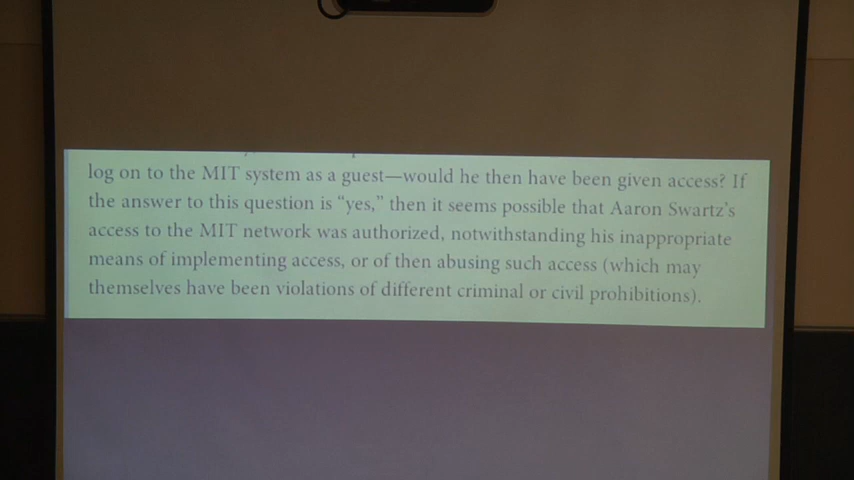 log on to the MIT system as a guest—would he then have been given access? If
the answer to this question is “yes,” then it seems possible that Aaron Swartz’s
access to the MIT network was authorized, notwithstanding his inappropriate
means of implementing access, or of then abusing such access (which may
themselves have been violations of different criminal or civil prohibitions).